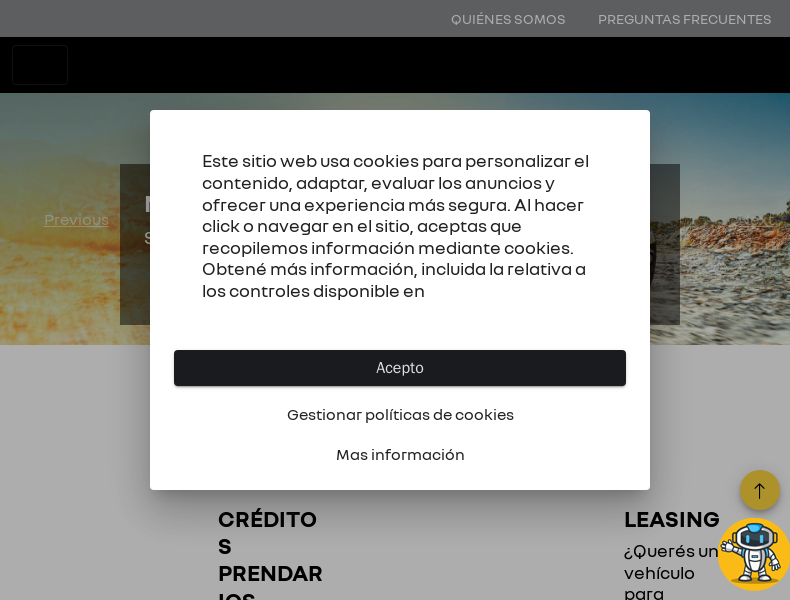 QUIÉNES SOMOS
PREGUNTAS FRECUENTES
Previous
Este sitio web usa cookies para personalizar el
contenido, adaptar, evaluar los anuncios y
ofrecer una experiencia más segura. Al hacer
click o navegar en el sitio, aceptas que
recopilemos información mediante cookies.
Obtené más información, incluida la relativa a
los controles disponible en
Acepto
Gestionar políticas de cookies
Mas información
CRÉDITO
S
PRENDAR
IOS
LEASING
¿Querés un
vehículo
para